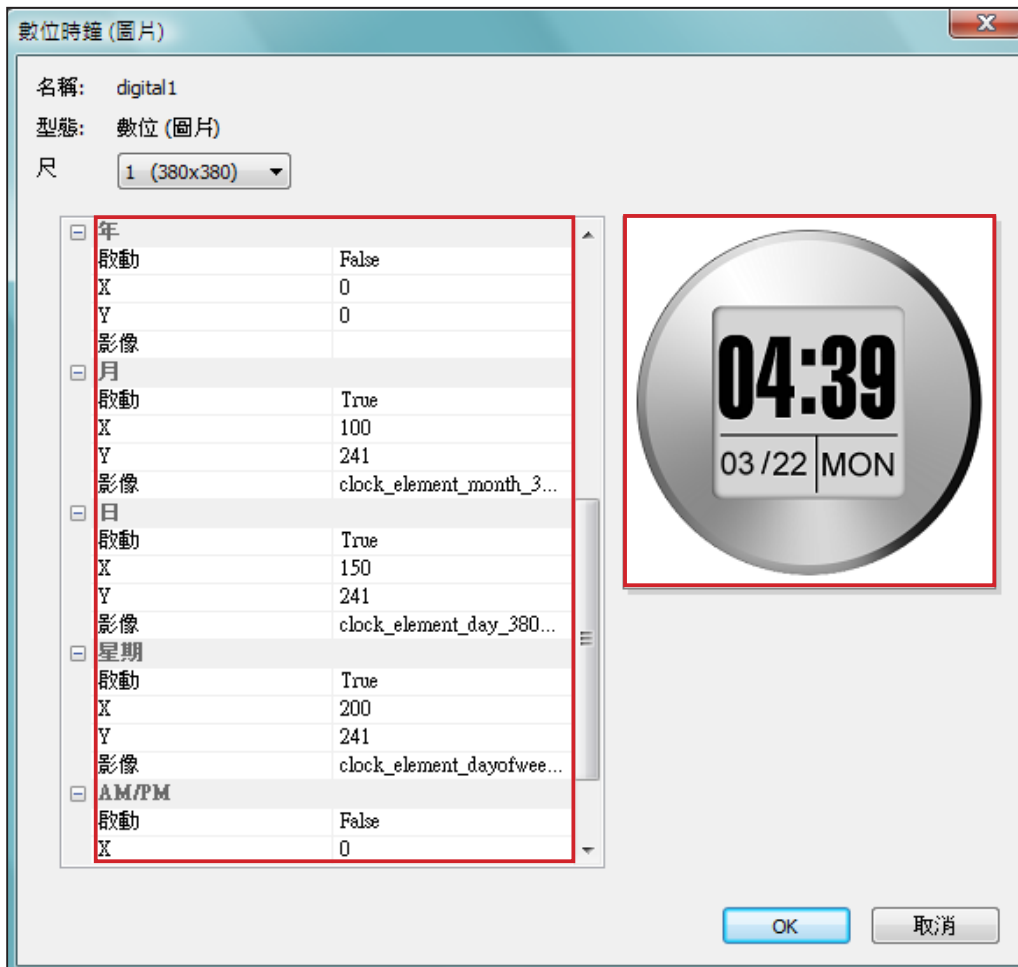 數位時鐘 (圖片)
名稱: digital1
型態: 數位 (圖片)
尺 1 (380x380)
年
啟動 False
X 0
Y 0
影像
月
啟動 True
X 100
Y 241
影像 clock_element_month_3...
日
啟動 True
X 150
Y 241
影像 clock_element_day_380...
星期
啟動 True
X 200
Y 241
影像 clock_element_dayofwee...
AM/PM
啟動 False
X 0
04:39
03/22 MON
OK 取消